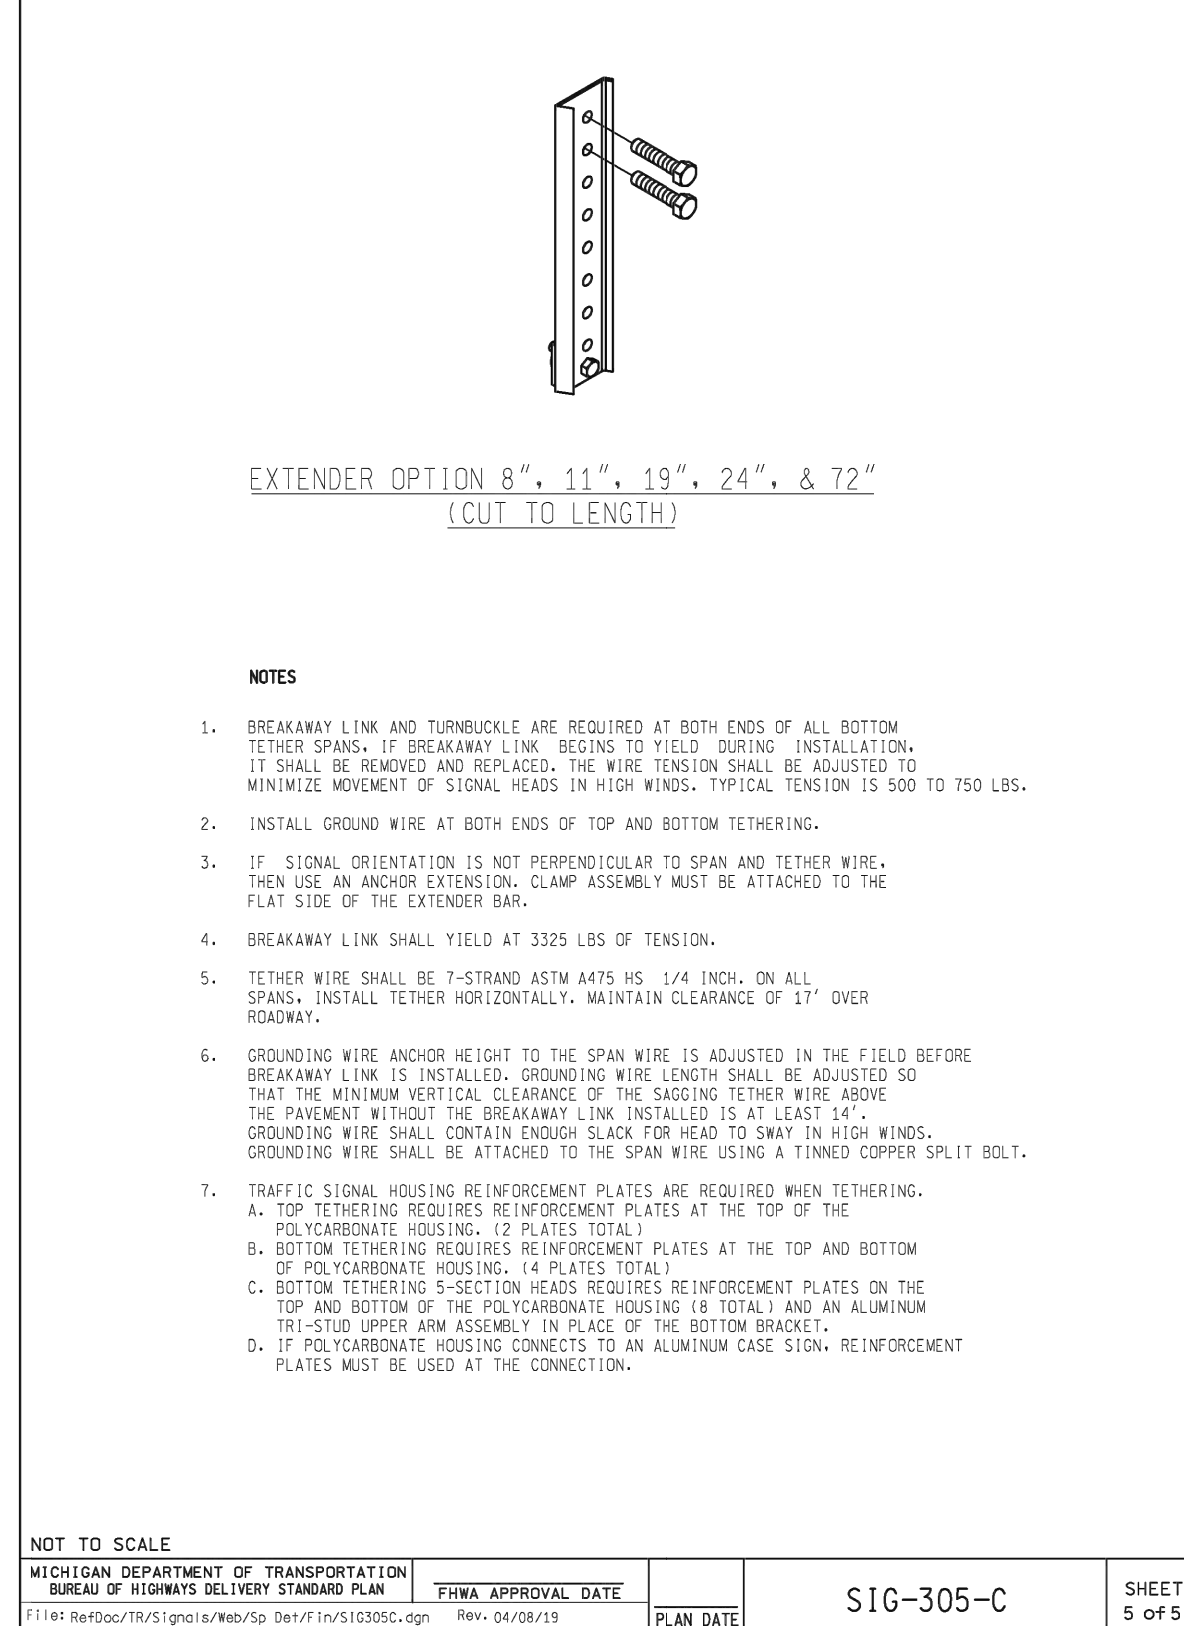 EXTENDER OPTION 8", 11", 19", 24", & 72"
(CUT TO LENGTH)
NOTES
1. BREAKAWAY LINK AND TURNBUCKLE ARE REQUIRED AT BOTH ENDS OF ALL BOTTOM
TETHER SPANS. IF BREAKAWAY LINK BEGINS TO YIELD DURING INSTALLATION,
IT SHALL BE REMOVED AND REPLACED. THE WIRE TENSION SHALL BE ADJUSTED TO
MINIMIZE MOVEMENT OF SIGNAL HEADS IN HIGH WINDS. TYPICAL TENSION IS 500 TO 750 LBS.
2. INSTALL GROUND WIRE AT BOTH ENDS OF TOP AND BOTTOM TETHERING.
3. IF SIGNAL ORIENTATION IS NOT PERPENDICULAR TO SPAN AND TETHER WIRE,
THEN USE AN ANCHOR EXTENSION. CLAMP ASSEMBLY MUST BE ATTACHED TO THE
FLAT SIDE OF THE EXTENDER BAR.
4. BREAKAWAY LINK SHALL YIELD AT 3325 LBS OF TENSION.
5. TETHER WIRE SHALL BE 7-STRAND ASTM A475 HS 1/4 INCH. ON ALL
SPANS, INSTALL TETHER HORIZONTALLY. MAINTAIN CLEARANCE OF 17' OVER
ROADWAY.
6. GROUNDING WIRE ANCHOR HEIGHT TO THE SPAN WIRE IS ADJUSTED IN THE FIELD BEFORE
BREAKAWAY LINK IS INSTALLED. GROUNDING WIRE LENGTH SHALL BE ADJUSTED SO
THAT THE MINIMUM VERTICAL CLEARANCE OF THE SAGGING TETHER WIRE ABOVE
THE PAVEMENT WITHOUT THE BREAKAWAY LINK INSTALLED IS AT LEAST 14'.
GROUNDING WIRE SHALL CONTAIN ENOUGH SLACK FOR HEAD TO SWAY IN HIGH WINDS.
GROUNDING WIRE SHALL BE ATTACHED TO THE SPAN WIRE USING A TINNED COPPER SPLIT BOLT.
7. TRAFFIC SIGNAL HOUSING REINFORCEMENT PLATES ARE REQUIRED WHEN TETHERING.
A. TOP TETHERING REQUIRES REINFORCEMENT PLATES AT THE TOP OF THE
POLYCARBONATE HOUSING. (2 PLATES TOTAL)
B. BOTTOM TETHERING REQUIRES REINFORCEMENT PLATES AT THE TOP AND BOTTOM
OF POLYCARBONATE HOUSING. (4 PLATES TOTAL)
C. BOTTOM TETHERING 5-SECTION HEADS REQUIRES REINFORCEMENT PLATES ON THE
TOP AND BOTTOM OF THE POLYCARBONATE HOUSING (8 TOTAL) AND AN ALUMINUM
TRI-STUD UPPER ARM ASSEMBLY IN PLACE OF THE BOTTOM BRACKET.
D. IF POLYCARBONATE HOUSING CONNECTS TO AN ALUMINUM CASE SIGN, REINFORCEMENT
PLATES MUST BE USED AT THE CONNECTION.
NOT TO SCALE
MICHIGAN DEPARTMENT OF TRANSPORTATION
BUREAU OF HIGHWAYS DELIVERY STANDARD PLAN
File: RefDoc/TR/Signals/Web/Sp Det/Fin/SIG305C.dgn Rev. 04/08/19
FHWA APPROVAL DATE
PLAN DATE
SIG-305-C
SHEET
5 of 5